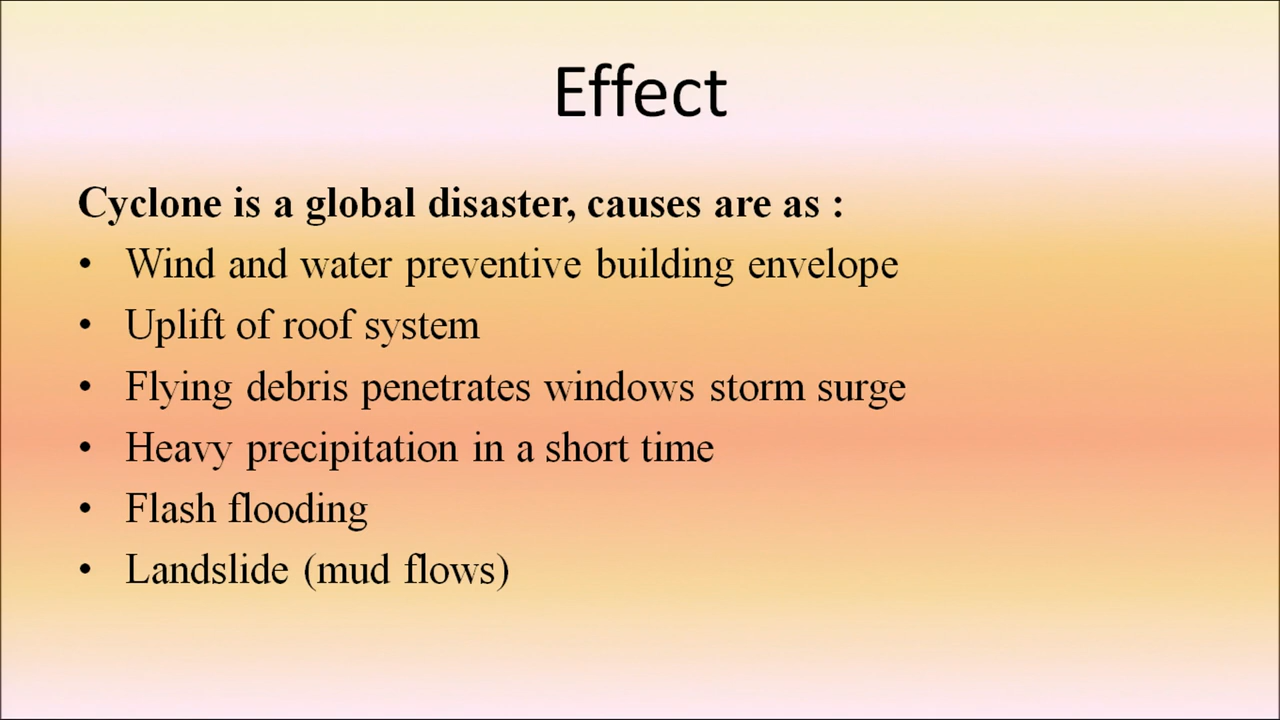 Effect
Cyclone is a global disaster, causes are as :
• Wind and water preventive building envelope
• Uplift of roof system
• Flying debris penetrates windows storm surge
• Heavy precipitation in a short time
• Flash flooding
• Landslide (mud flows)